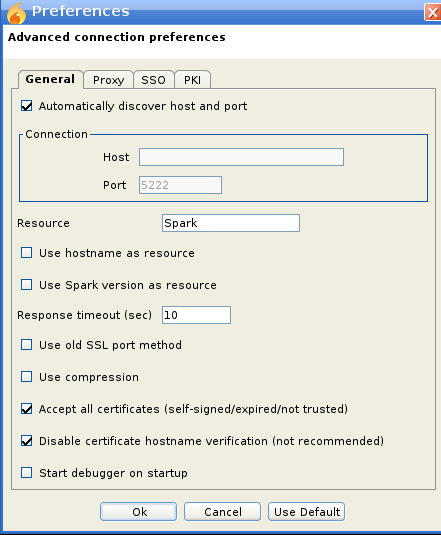 Preferences
Advanced connection preferences
General Proxy SSO PKI
Automatically discover host and port
Connection
Host
Port 5222
Resource Spark
Use hostname as resource
Use Spark version as resource
Response timeout (sec) 10
Use old SSL port method
Use compression
Accept all certificates (self-signed/expired/not trusted)
Disable certificate hostname verification (not recommended)
Start debugger on startup
Ok Cancel Use Default